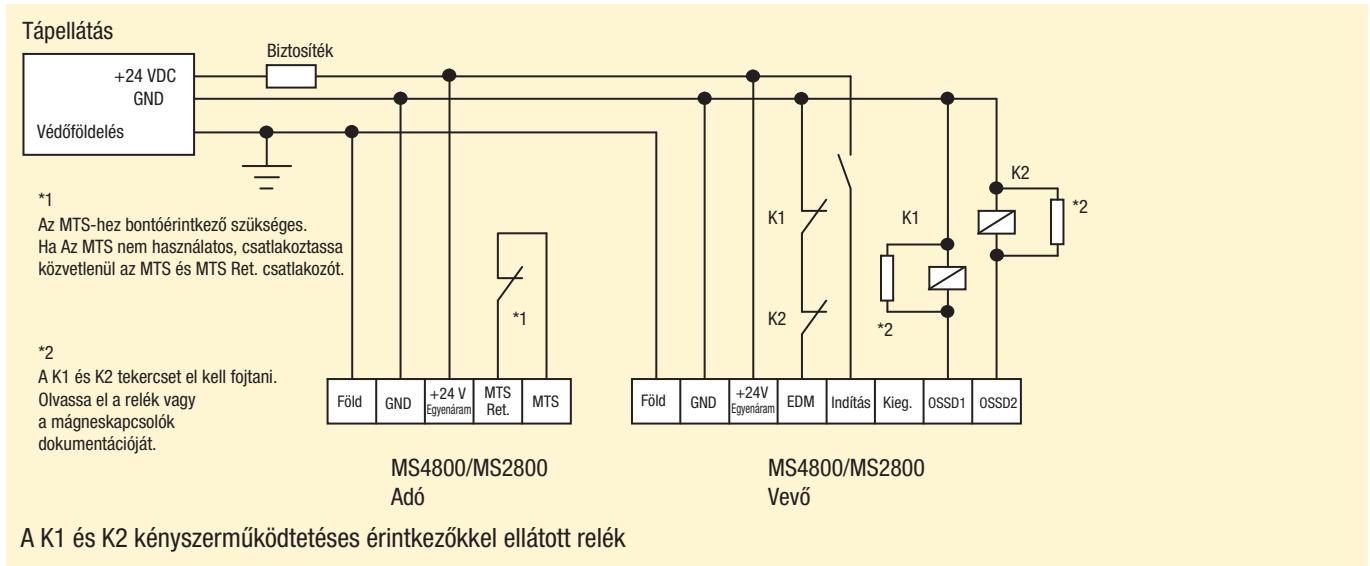 Tápellátás
Biztosíték
+24 VDC
GND
Védőföldelés
*1
Az MTS-hez bontóérintkező szükséges.
Ha Az MTS nem használatos, csatlakoztassa
közvetlenül az MTS és MTS Ret. csatlakozót.
*2
A K1 és K2 tekercset el kell fojtani.
Olvassa el a relék vagy
a mágneskapcsolók
dokumentációját.
*1
K1
K2
K1
*2
K2
*2
Föld
GND
+24 V
Egyenáram
MTS
Ret.
MTS
Föld
GND
+24V
Egyenáram
EDM
Indítás
Kieg.
OSSD1
OSSD2
MS4800/MS2800
Adó
MS4800/MS2800
Vevő
A K1 és K2 kényszerműködtetéses érintkezőkkel ellátott relék